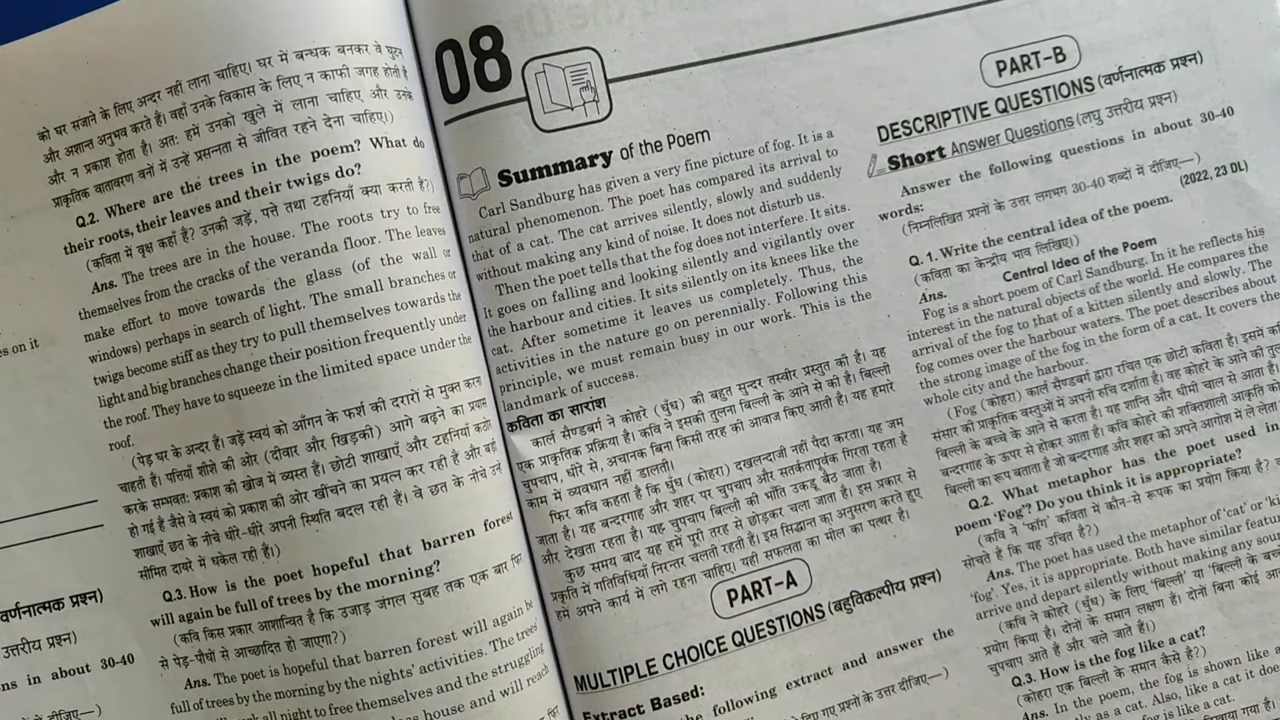 es on it
वर्णनात्मक प्रश्न)
उत्तरीय प्रश्न)
ns in about 30-40
में दीजिए—)
को घर सजाने के लिए अन्दर नहीं लाना चाहिए। घर में बन्धक बनकर वे घुटन
और अशान्त अनुभव करते हैं। वहाँ उनके विकास के लिए न काफी जगह होती है
और न प्रकाश होता है। अतः हमें उनको खुले में लाना चाहिए और उनके
प्राकृतिक वातावरण वनों में उन्हें प्रसन्नता से जीवित रहने देना चाहिए।)
Q.2. Where are the trees in the poem? What do
their roots, their leaves and their twigs do?
(कविता में वृक्ष कहाँ हैं? उनकी जड़ें, पत्ते तथा टहनियाँ क्या करती हैं?)
Ans. The trees are in the house. The roots try to free
themselves from the cracks of the veranda floor. The leaves
make effort to move towards the glass (of the wall or
windows) perhaps in search of light. The small branches or
twigs become stiff as they try to pull themselves towards the
light and big branches change their position frequently under
the roof. They have to squeeze in the limited space under the
roof.
(पेड़ घर के अन्दर हैं। जड़ें स्वयं को आँगन के फर्श की दरारों से मुक्त करना
चाहती हैं। पत्तियाँ शीशे की ओर (दीवार और खिड़की) आगे बढ़ने का प्रयास
करके सम्भवतः प्रकाश की खोज में व्यस्त हैं। छोटी शाखाएँ और टहनियाँ कठोर
हो गई हैं जैसे वे स्वयं को प्रकाश की ओर खींचने का प्रयत्न कर रही हैं और बड़ी
शाखाएँ छत के नीचे धीरे-धीरे अपनी स्थिति बदल रही हैं। वे छत के नीचे उन्हें
सीमित दायरे में धकेल रही हैं।)
Q.3. How is the poet hopeful that barren forest
will again be full of trees by the morning?
(कवि किस प्रकार आशान्वित है कि उजाड़ जंगल सुबह तक एक बार फिर
से पेड़-पौधों से आच्छादित हो जाएगा?)
Ans. The poet is hopeful that barren forest will again be
full of trees by the morning by the nights' activities. The trees'
all night to free themselves and the struggling
house and will reach
08
Summary of the Poem
Carl Sandburg has given a very fine picture of fog. It is a
natural phenomenon. The poet has compared its arrival to
that of a cat. The cat arrives silently, slowly and suddenly
without making any kind of noise. It does not disturb us.
Then the poet tells that the fog does not interfere. It sits.
It goes on falling and looking silently and vigilantly over
the harbour and cities. It sits silently on its knees like the
cat. After sometime it leaves us completely. Thus, the
activities in the nature go on perennially. Following this
principle, we must remain busy in our work. This is the
landmark of success.
कविता का सारांश
कार्ल सैण्डबर्ग ने कोहरे (धुँध) की बहुत सुन्दर तस्वीर प्रस्तुत की है। यह
एक प्राकृतिक प्रक्रिया है। कवि ने इसकी तुलना बिल्ली के आने से की है। बिल्ली
चुपचाप, धीरे से, अचानक बिना किसी तरह की आवाज किए आती है। यह हमारे
काम में व्यवधान नहीं डालती।
फिर कवि कहता है कि धुँध (कोहरा) दखलन्दाजी नहीं पैदा करता। यह जम
जाता है। यह बन्दरगाह और शहर पर चुपचाप और सतर्कतापूर्वक गिरता रहता है
और देखता रहता है। यह चुपचाप बिल्ली की भाँति उकड़ू बैठ जाता है।
कुछ समय बाद यह हमें पूरी तरह से छोड़कर चला जाता है। इस प्रकार से
प्रकृति में गतिविधियाँ निरन्तर चलती रहती हैं। इस सिद्धान्त का अनुसरण करते हुए
हमें अपने कार्य में लगे रहना चाहिए। यही सफलता का मील का पत्थर है।
PART-A
MULTIPLE CHOICE QUESTIONS (बहुविकल्पीय प्रश्न)
Extract Based:
following extract and answer the
दिए गए प्रश्नों के उत्तर दीजिए—)
PART-B
DESCRIPTIVE QUESTIONS (वर्णनात्मक प्रश्न)
Short Answer Questions (लघु उत्तरीय प्रश्न)
Answer the following questions in about 30-40
words:
(निम्नलिखित प्रश्नों के उत्तर लगभग 30-40 शब्दों में दीजिए—)
(2022, 23 DL)
Q. 1. Write the central idea of the poem.
(कविता का केन्द्रीय भाव लिखिए।)
Ans. Central Idea of the Poem
Fog is a short poem of Carl Sandburg. In it he reflects his
interest in the natural objects of the world. He compares the
arrival of the fog to that of a kitten silently and slowly. The
fog comes over the harbour waters. The poet describes about
the strong image of the fog in the form of a cat. It covers the
whole city and the harbour.
(Fog (कोहरा) कार्ल सैण्डबर्ग द्वारा रचित एक छोटी कविता है। इसमें
संसार की प्राकृतिक वस्तुओं में अपनी रुचि दर्शाता है। वह कोहरे के आने की
बिल्ली के बच्चे के आने से करता है। यह शान्ति और धीमी चाल से आता है।
बन्दरगाह के ऊपर से होकर आता है। कवि कोहरे की शक्तिशाली आकृति को
बिल्ली का रूप बताता है जो बन्दरगाह और शहर को अपने आगोश में ले लेता
Q.2. What metaphor has the poet used in
poem 'Fog'? Do you think it is appropriate?
(कवि ने 'फॉग' कविता में कौन-से रूपक का प्रयोग किया है?
सोचते हैं कि यह उचित है?)
Ans. The poet has used the metaphor of 'cat' or
'fog'. Yes, it is appropriate. Both have similar
arrive and depart silently without making any
(कवि ने कोहरे (धुँध) के लिए 'बिल्ली' या 'बिल्ली के
प्रयोग किया है। दोनों के समान लक्षण हैं। दोनों बिना कोई
चुपचाप आते हैं और चले जाते हैं।)
Q.3. How is the fog like a cat?
(कोहरा एक बिल्ली के समान कैसे है?)
Ans. In the poem, the fog is shown like a
as a cat. Also, like a cat it
fog is like a cat.